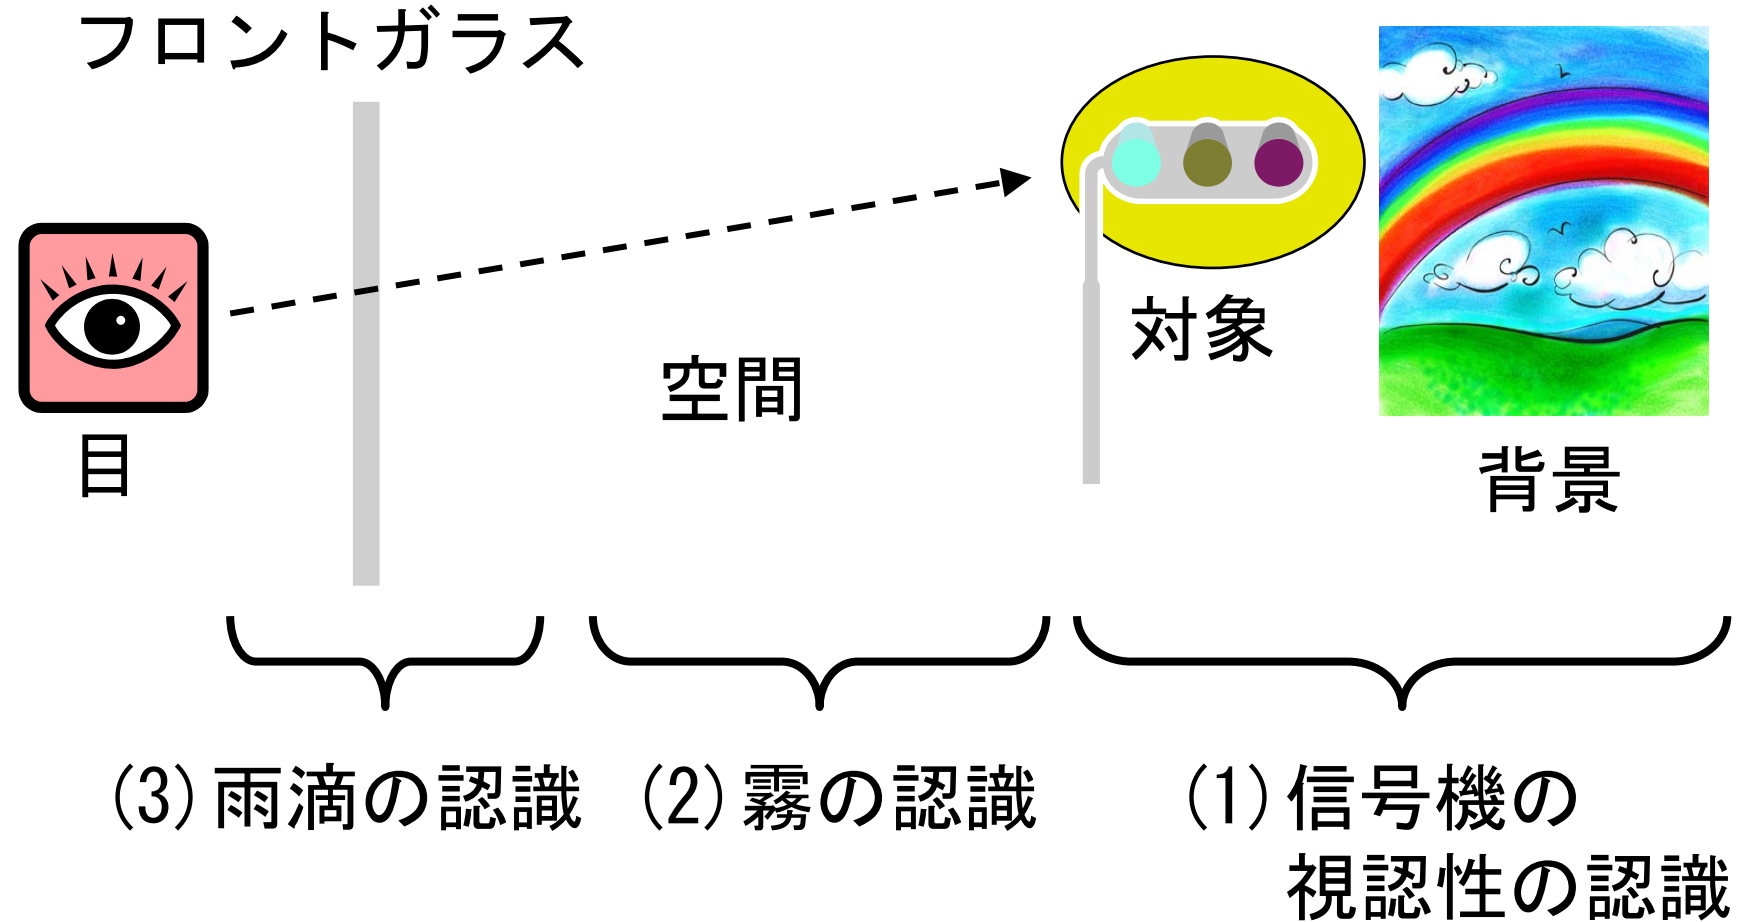 フロントガラス
目
空間
対象
背景
(3)雨滴の認識
(2)霧の認識
(1)信号機の
視認性の認識